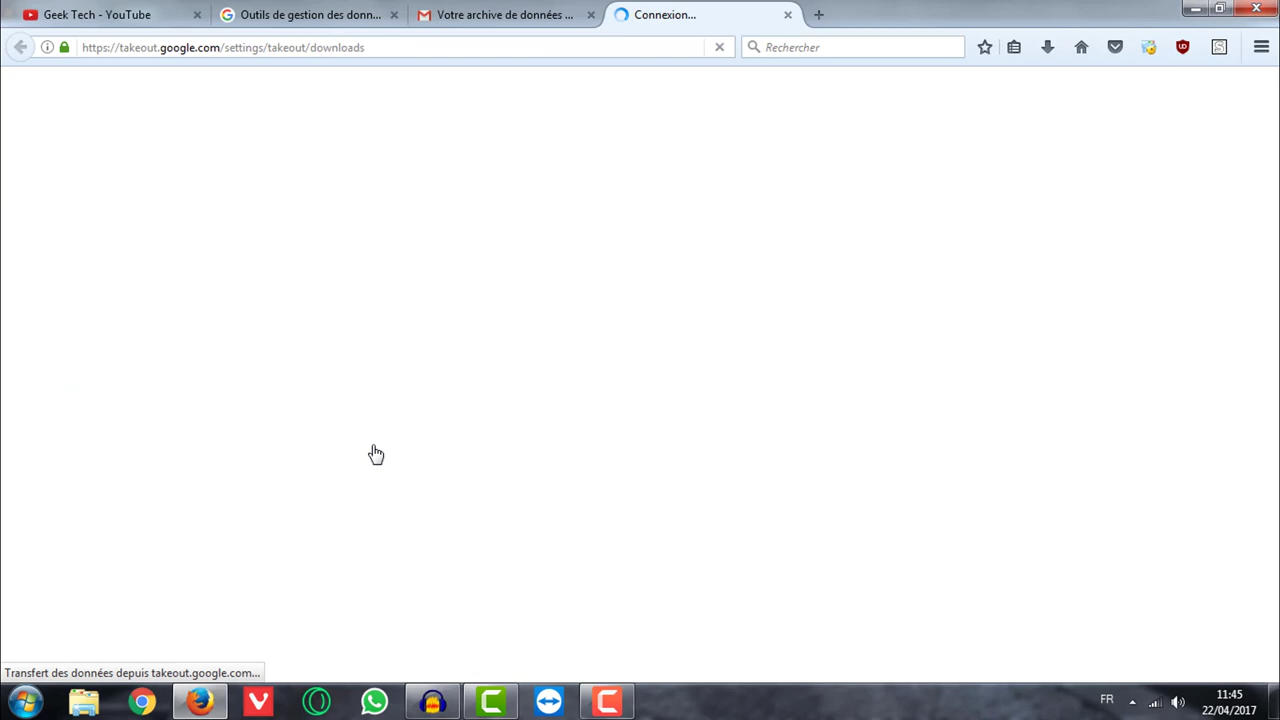 Geek Tech - YouTube
Outils de gestion des donn...
Votre archive de données ...
Connexion...
https://takeout.google.com/settings/takeout/downloads
Rechercher
Transfert des données depuis takeout.google.com...
FR
11:45
22/04/2017